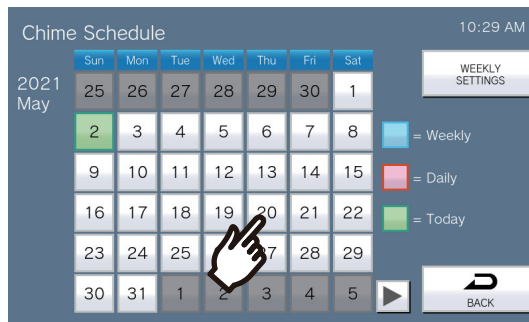 Chime Schedule
10:29 AM
2021
May
Sun Mon Tue Wed Thu Fri Sat
25 26 27 28 29 30 1
2 3 4 5 6 7 8
9 10 11 12 13 14 15
16 17 18 19 20 21 22
23 24 25 27 28 29
30 31 1 2 3 4 5
WEEKLY
SETTINGS
= Weekly
= Daily
= Today
BACK